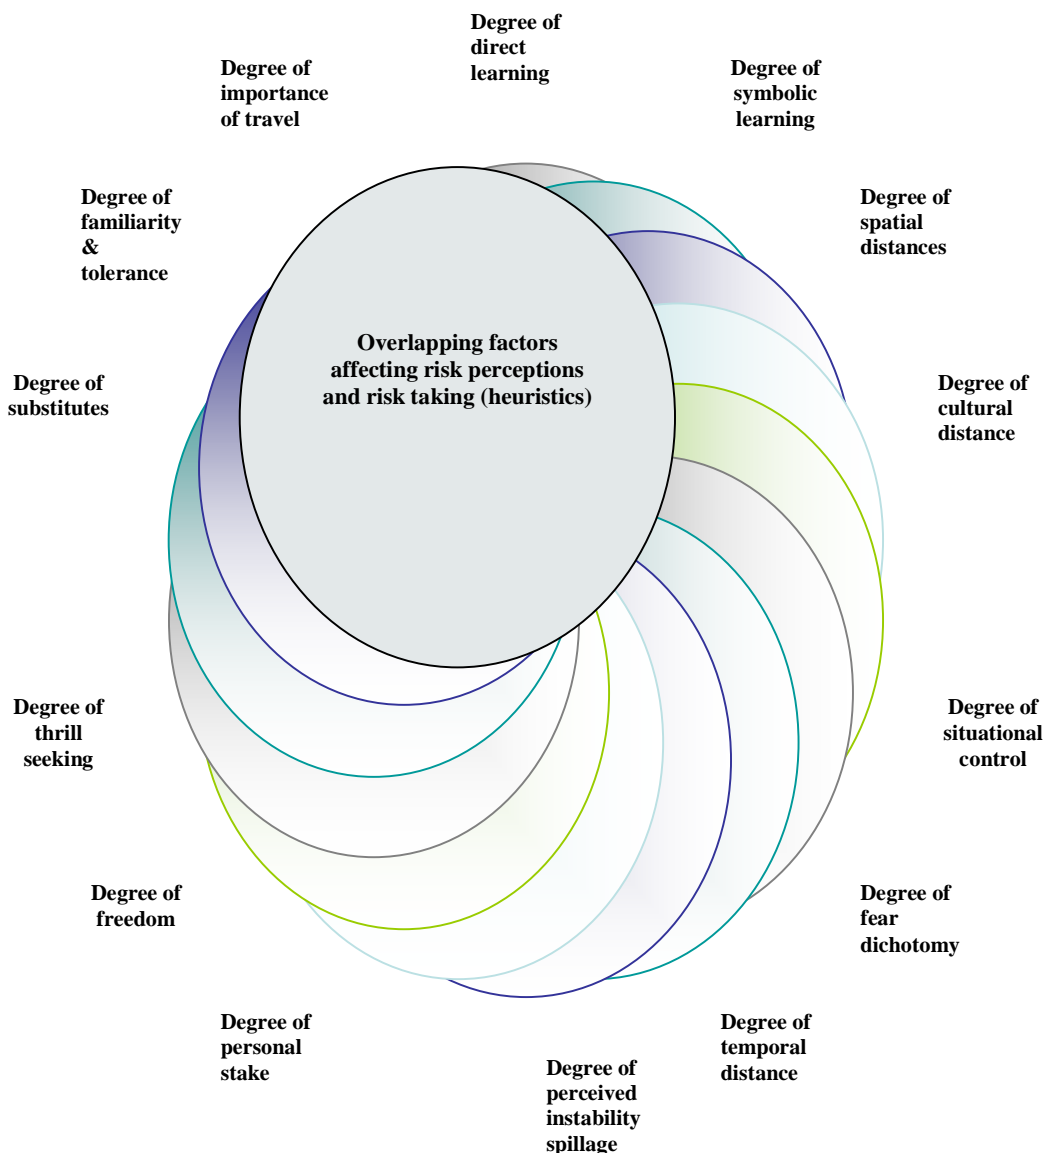 Degree of
direct
learning
Degree of
symbolic
learning
Degree of
spatial
distances
Degree of
cultural
distance
Degree of
situational
control
Degree of
fear
dichotomy
Degree of
temporal
distance
Degree of
perceived
instability
spillage
Degree of
personal
stake
Degree of
freedom
Degree of
thrill
seeking
Degree of
substitutes
Degree of
familiarity
&
tolerance
Degree of
importance
of travel
Overlapping factors
affecting risk perceptions
and risk taking (heuristics)